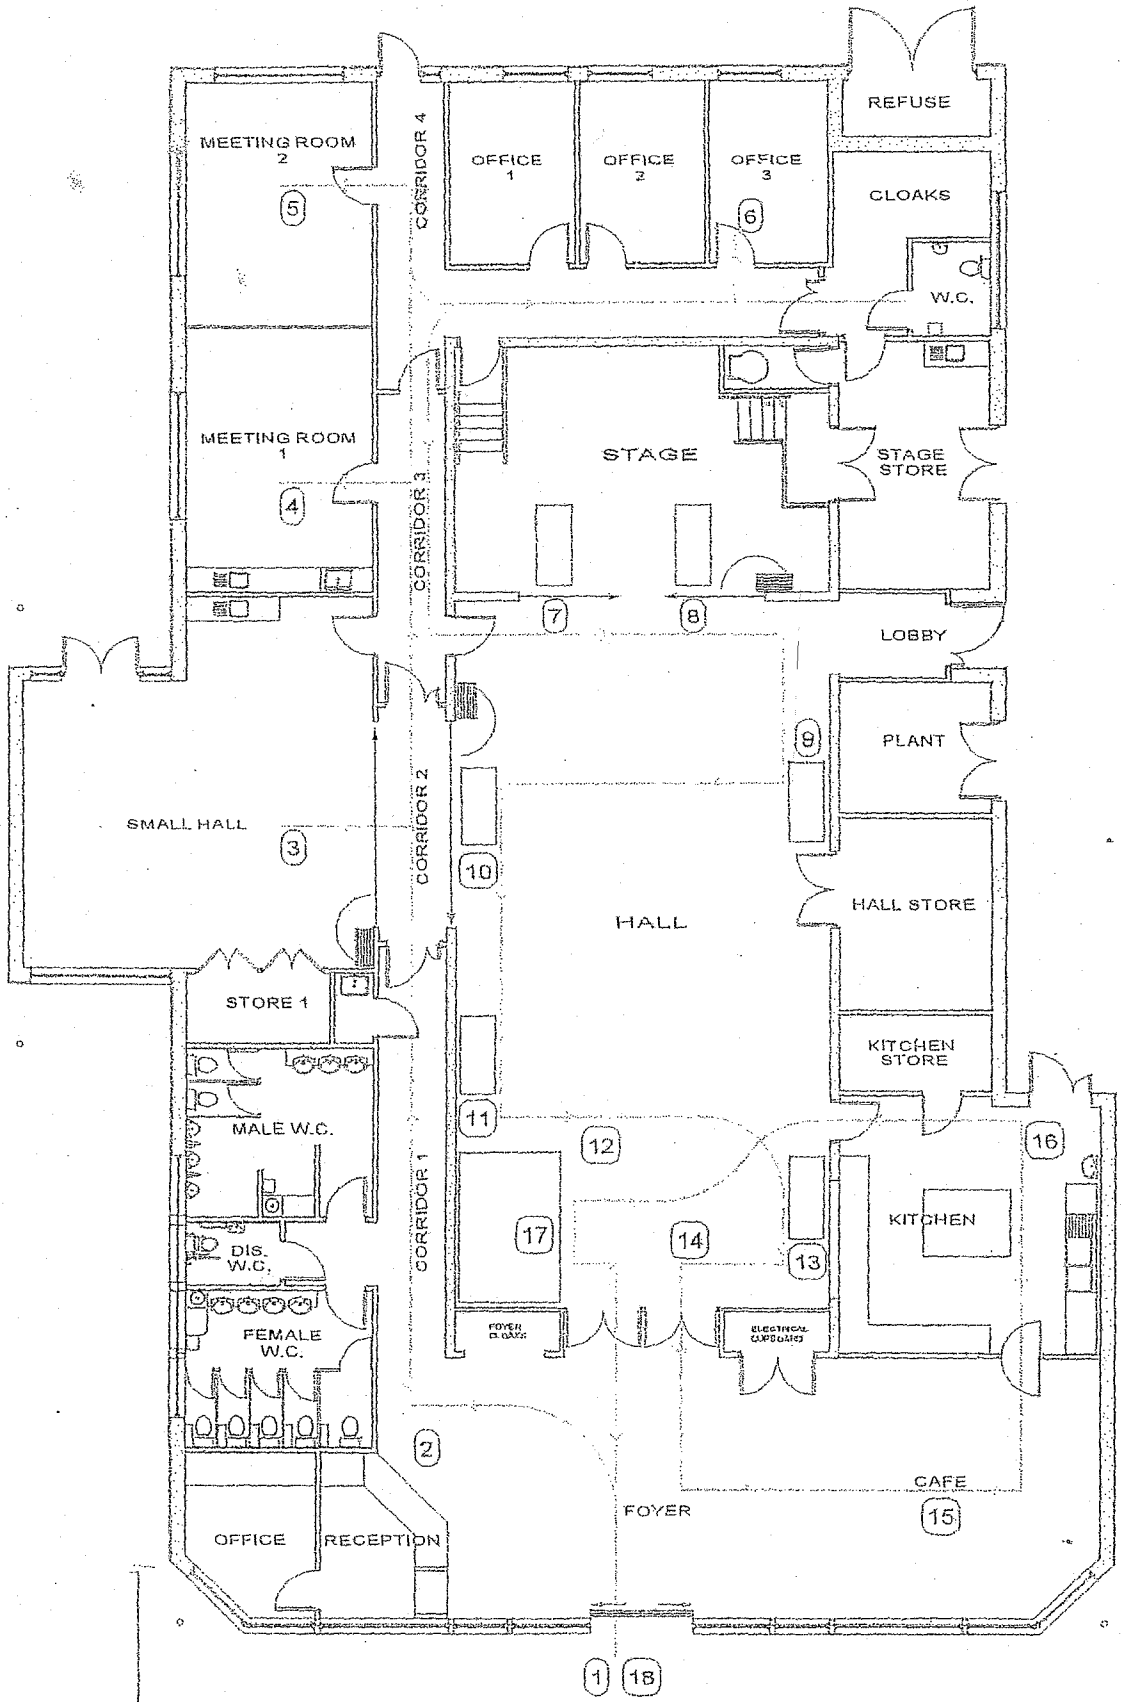 REFUSE
MEETING ROOM
2
CORRIDOR 4
OFFICE
1
OFFICE
2
OFFICE
3
CLOAKS
5
6
W.C.
MEETING ROOM
1
STAGE
STAGE
STORE
4
CORRIDOR 3
7
8
LOBBY
9
PLANT
SMALL HALL
3
CORRIDOR 2
10
HALL
HALL STORE
STORE 1
KITCHEN
STORE
11
MALE W.C.
12
16
CORRIDOR 1
17
14
13
KITCHEN
DIS.
W.C.
FOYER
CLOAKS
ELECTRICAL
CUPBOARD
FEMALE
W.C.
2
CAFE
15
FOYER
OFFICE
RECEPTION
1
18